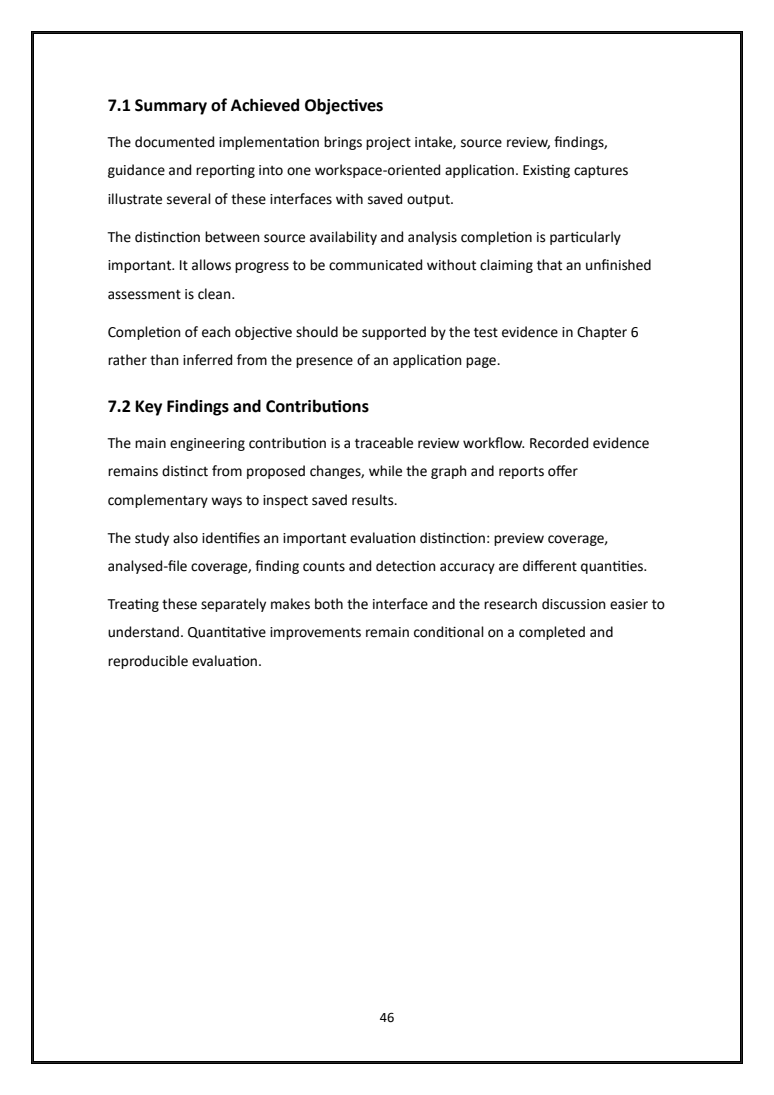 7.1 Summary of Achieved Objectives
The documented implementation brings project intake, source review, findings,
guidance and reporting into one workspace-oriented application. Existing captures
illustrate several of these interfaces with saved output.
The distinction between source availability and analysis completion is particularly
important. It allows progress to be communicated without claiming that an unfinished
assessment is clean.
Completion of each objective should be supported by the test evidence in Chapter 6
rather than inferred from the presence of an application page.
7.2 Key Findings and Contributions
The main engineering contribution is a traceable review workflow. Recorded evidence
remains distinct from proposed changes, while the graph and reports offer
complementary ways to inspect saved results.
The study also identifies an important evaluation distinction: preview coverage,
analysed-file coverage, finding counts and detection accuracy are different quantities.
Treating these separately makes both the interface and the research discussion easier to
understand. Quantitative improvements remain conditional on a completed and
reproducible evaluation.
46